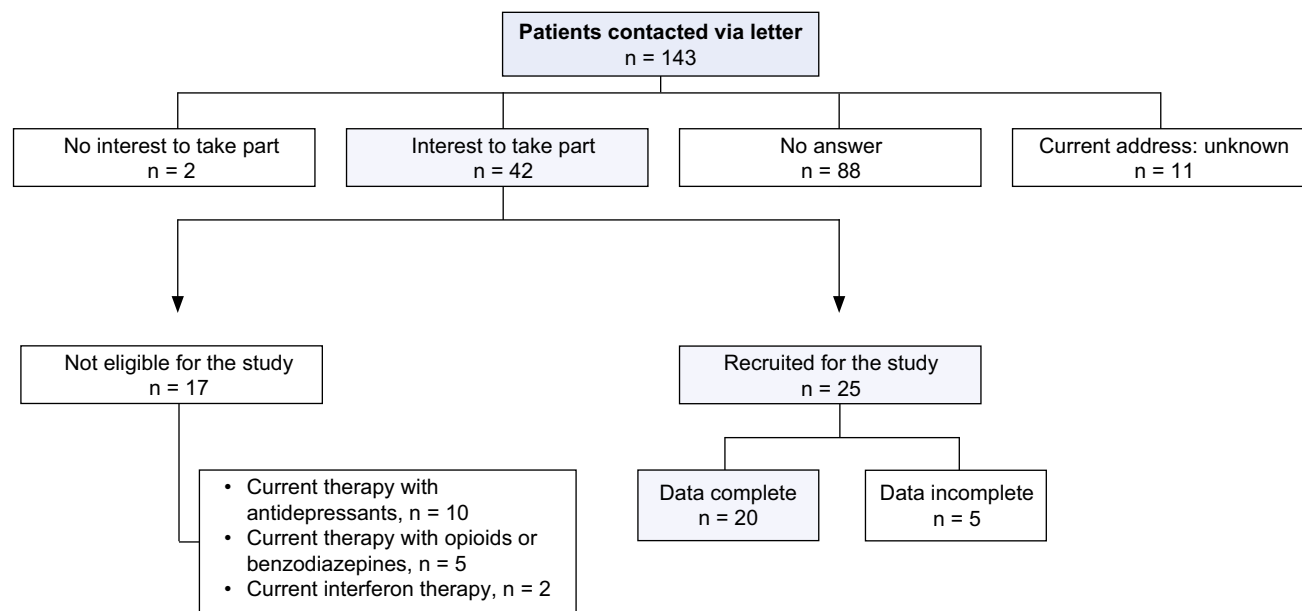 Patients contacted via letter
n = 143
No interest to take part
n = 2
Interest to take part
n = 42
No answer
n = 88
Current address: unknown
n = 11
Not eligible for the study
n = 17
Recruited for the study
n = 25
• Current therapy with
antidepressants, n = 10
• Current therapy with opioids or
benzodiazepines, n = 5
• Current interferon therapy, n = 2
Data complete
n = 20
Data incomplete
n = 5